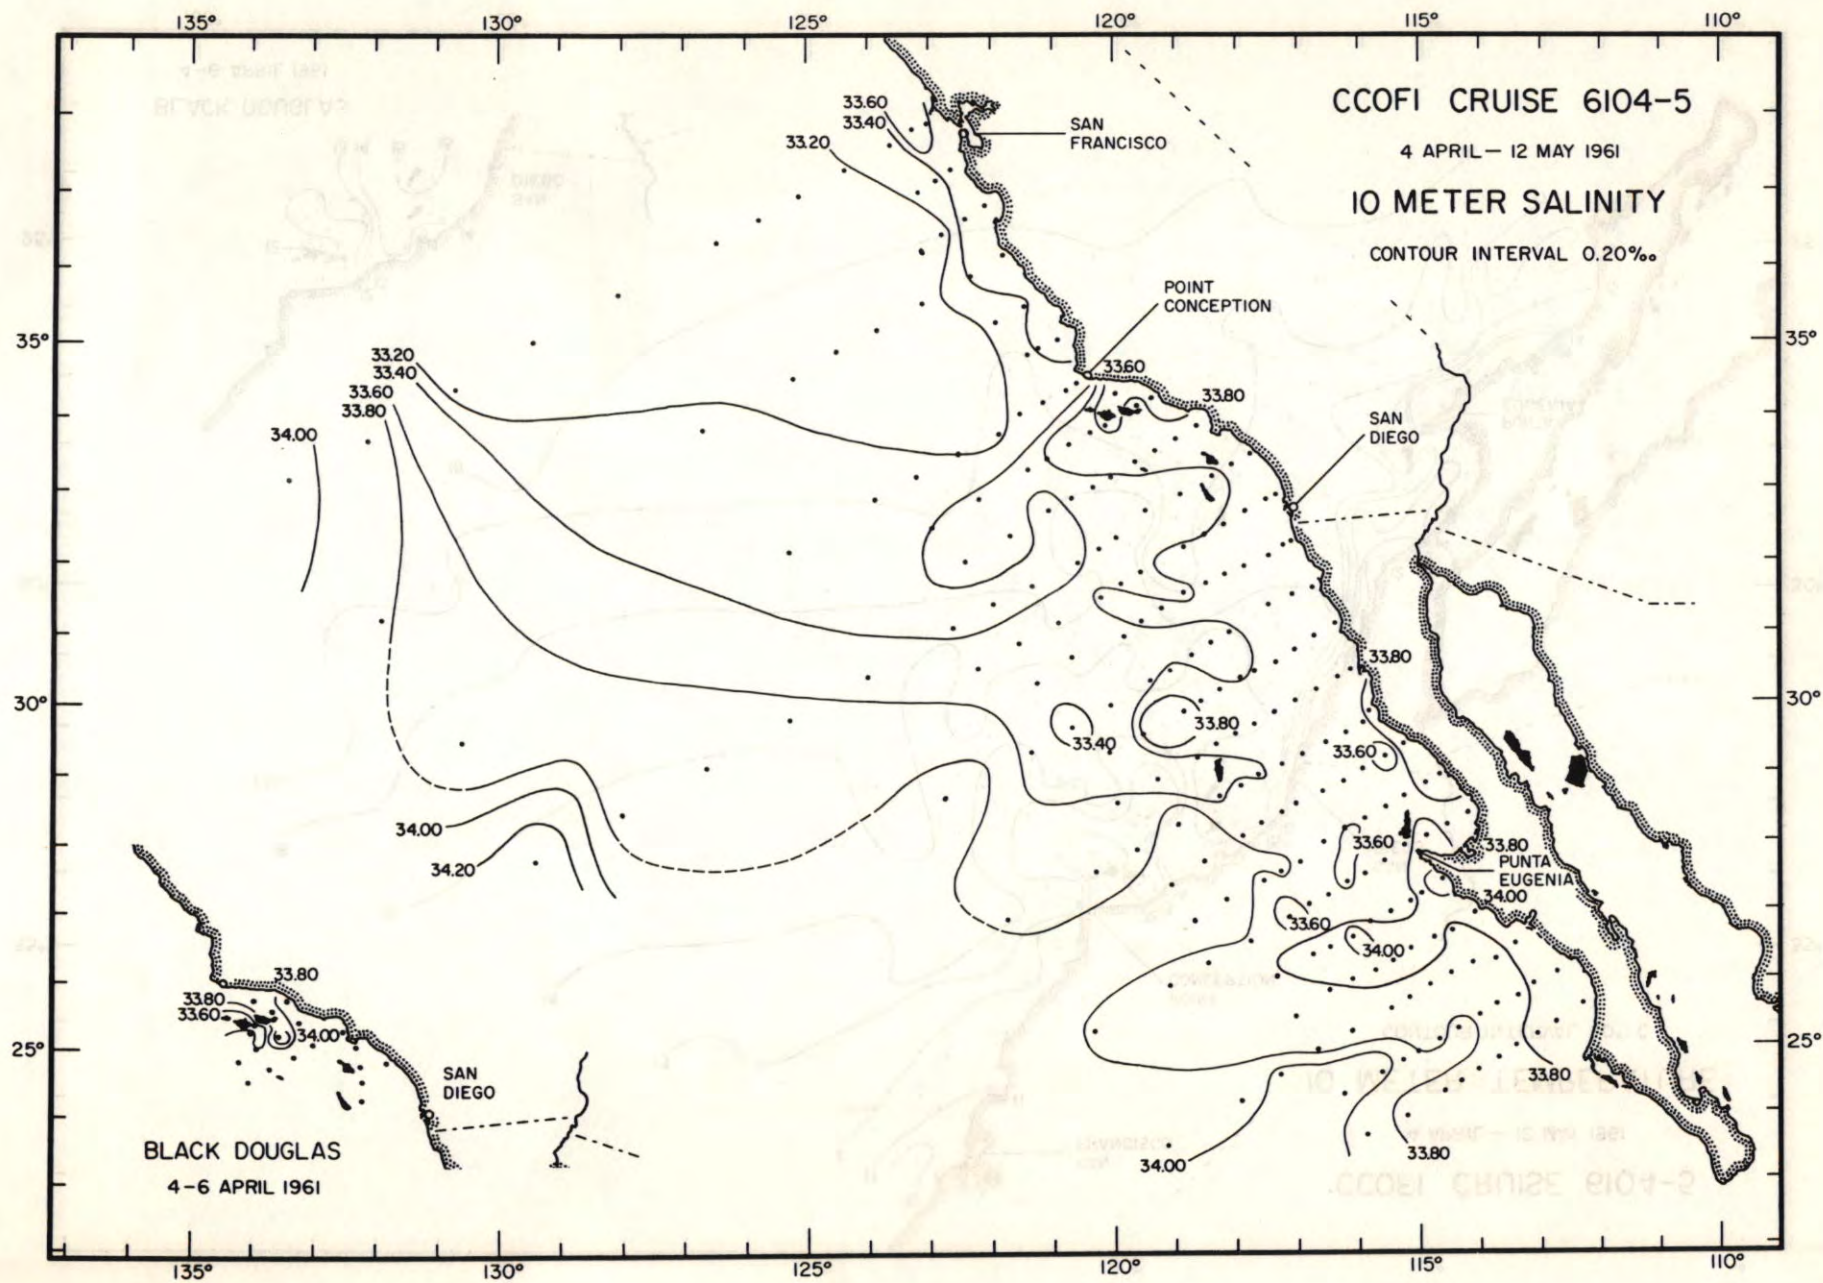 135°
130°
125°
120°
115°
110°
CCOFI CRUISE 6104-5
4 APRIL — 12 MAY 1961
10 METER SALINITY
CONTOUR INTERVAL 0.20‰
33.60
33.40
33.20
SAN
FRANCISCO
POINT
CONCEPTION
35°
35°
33.20
33.40
33.60
33.80
34.00
33.60
33.80
SAN
DIEGO
33.80
30°
30°
33.80
33.40
33.60
34.00
34.20
33.60
33.80
PUNTA
EUGENIA
34.00
33.60
34.00
33.80
33.80
33.60
34.00
25°
25°
33.80
SAN
DIEGO
34.00
33.80
BLACK DOUGLAS
4-6 APRIL 1961
135°
130°
125°
120°
115°
110°